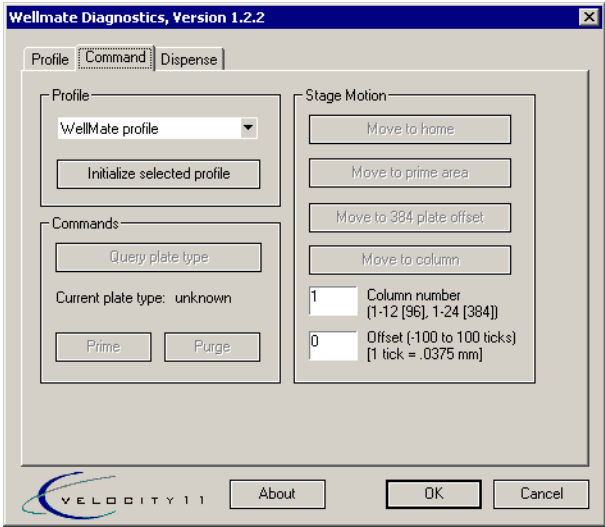 Wellmate Diagnostics, Version 1.2.2
Profile Command Dispense
Profile
WellMate profile
Initialize selected profile
Commands
Query plate type
Current plate type: unknown
Prime Purge
Stage Motion
Move to home
Move to prime area
Move to 384 plate offset
Move to column
1 Column number
(1-12 [96], 1-24 [384])
0 Offset (-100 to 100 ticks)
[1 tick = .0375 mm]
VELOCITY11
About OK Cancel